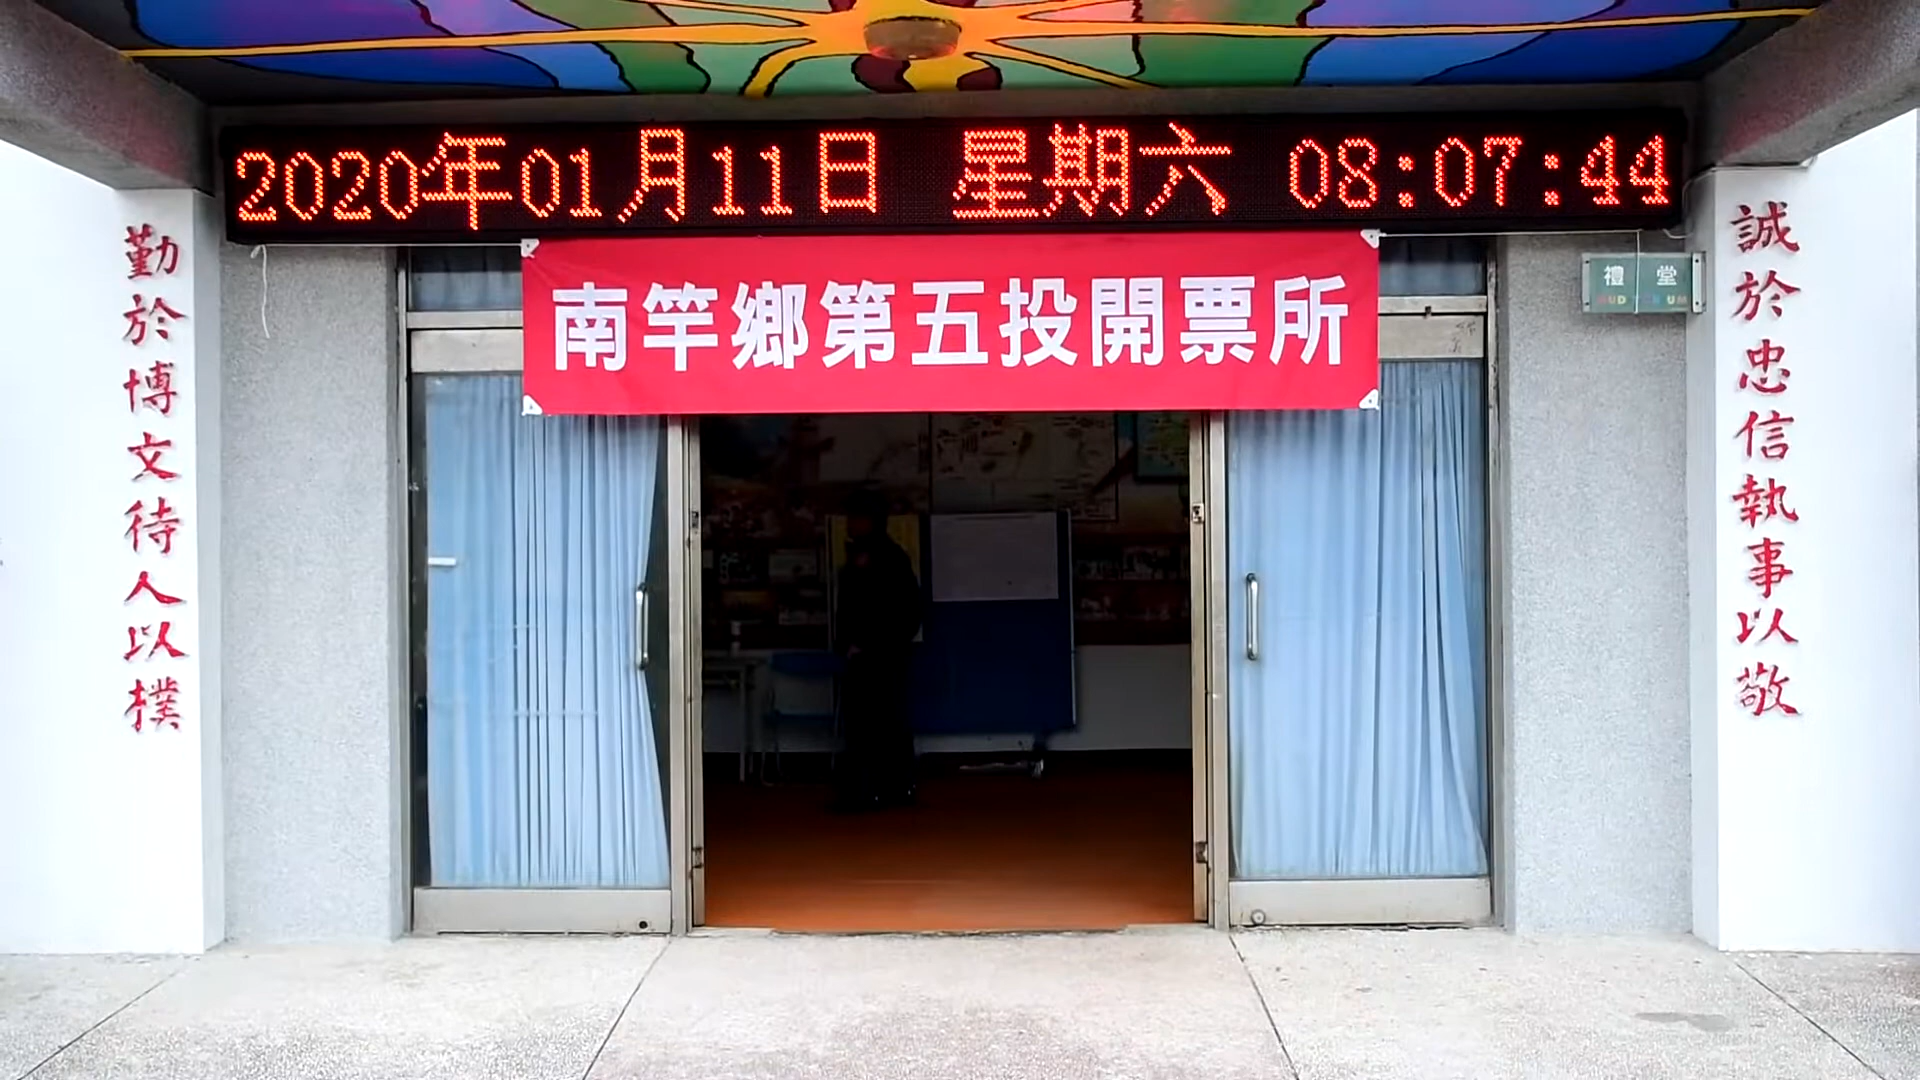 2020年01月11日 星期六 08:07:44
南竿鄉第五投開票所
禮堂
誠於忠信執事以敬
勤於博文待人以樸